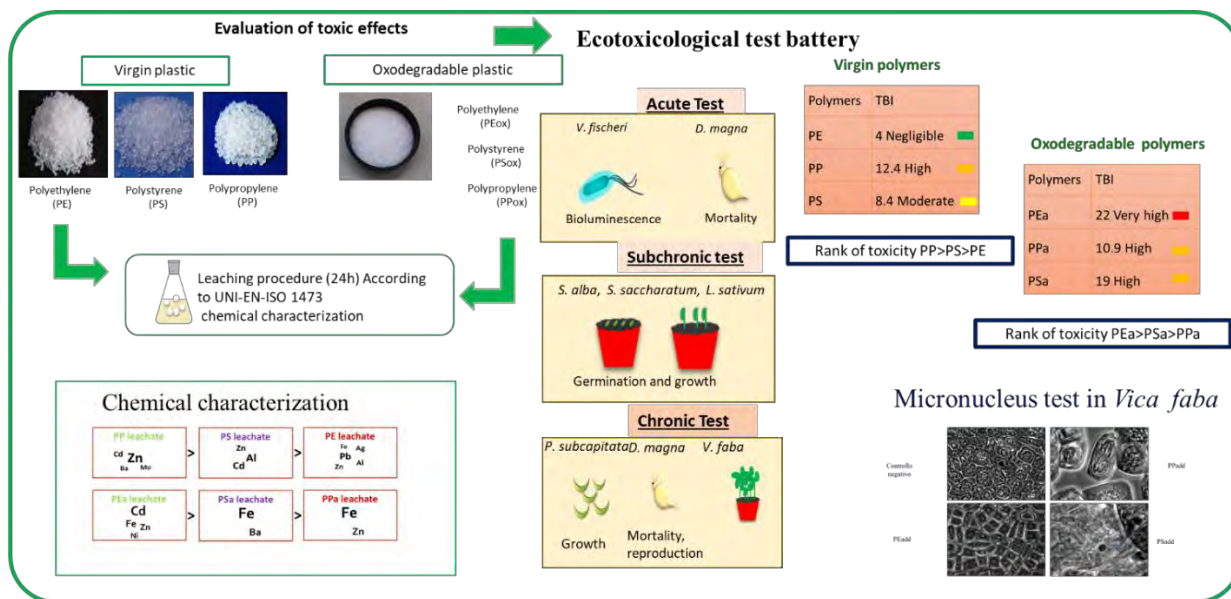 Evaluation of toxic effects
Virgin plastic
Oxodegradable plastic
Polyethylene
(PE)
Polystyrene
(PS)
Polypropylene
(PP)
Polyethylene
(PEox)
Polystyrene
(PSox)
Polypropylene
(PPox)
Leaching procedure (24h) According
to UNI-EN-ISO 1473
chemical characterization
Chemical characterization
PP leachate
Cd Zn
Ba Mo
>
PS leachate
Zn
Al
Cd
>
PE leachate
Fe Ag
Pb
Zn Al
PEa leachate
Cd
Fe Zn
Ni
>
PSa leachate
Fe
Ba
>
PPa leachate
Fe
Zn
Ecotoxicological test battery
Acute Test
V. fischeri D. magna
Bioluminescence Mortality
Subchronic test
S. alba, S. saccharatum, L. sativum
Germination and growth
Chronic Test
P. subcapitata D. magna V. faba
Growth
Mortality,
reproduction
Virgin polymers
Polymers TBI
PE 4 Negligible
PP 12.4 High
PS 8.4 Moderate
Rank of toxicity PP>PS>PE
Oxodegradable polymers
Polymers TBI
PEa 22 Very high
PPa 10.9 High
PSa 19 High
Rank of toxicity PEa>PSa>PPa
Micronucleus test in Vica faba
Controllo
negativo
PPadd
PEadd
PSadd